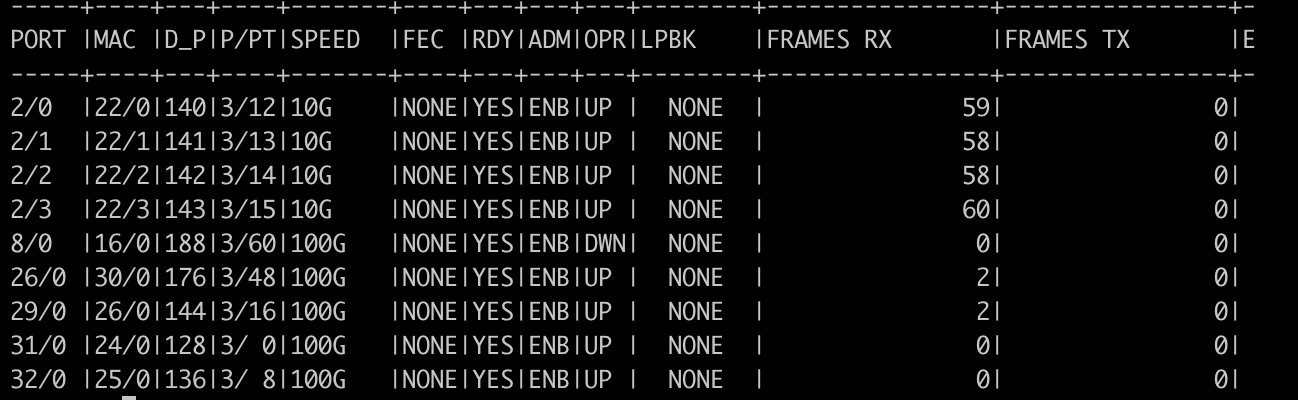 -----+----+---+----+-------+----+---+---+---+--------+----------------+----------------+-
PORT |MAC |D_P|P/PT|SPEED  |FEC |RDY|ADM|OPR|LPBK    |FRAMES RX       |FRAMES TX       |E
-----+----+---+----+-------+----+---+---+---+--------+----------------+----------------+-
2/0  |22/0|140|3/12|10G    |NONE|YES|ENB|UP |  NONE  |              59|               0|
2/1  |22/1|141|3/13|10G    |NONE|YES|ENB|UP |  NONE  |              58|               0|
2/2  |22/2|142|3/14|10G    |NONE|YES|ENB|UP |  NONE  |              58|               0|
2/3  |22/3|143|3/15|10G    |NONE|YES|ENB|UP |  NONE  |              60|               0|
8/0  |16/0|188|3/60|100G   |NONE|YES|ENB|DWN|  NONE  |               0|               0|
26/0 |30/0|176|3/48|100G   |NONE|YES|ENB|UP |  NONE  |               2|               0|
29/0 |26/0|144|3/16|100G   |NONE|YES|ENB|UP |  NONE  |               2|               0|
31/0 |24/0|128|3/ 0|100G   |NONE|YES|ENB|UP |  NONE  |               0|               0|
32/0 |25/0|136|3/ 8|100G   |NONE|YES|ENB|UP |  NONE  |               0|               0|